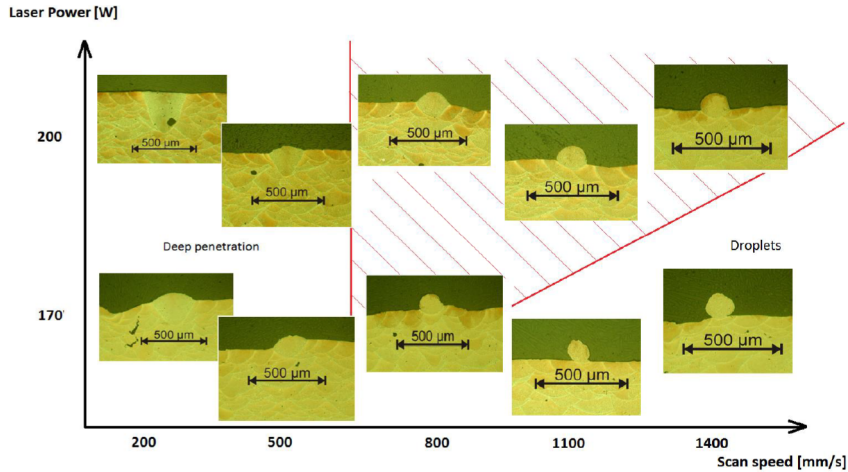 Laser Power [W]
200
500 µm
500 µm
500 µm
500 µm
500 µm
Deep penetration
Droplets
170
500 µm
500 µm
500 µm
500 µm
500 µm
200
500
800
1100
1400
Scan speed [mm/s]